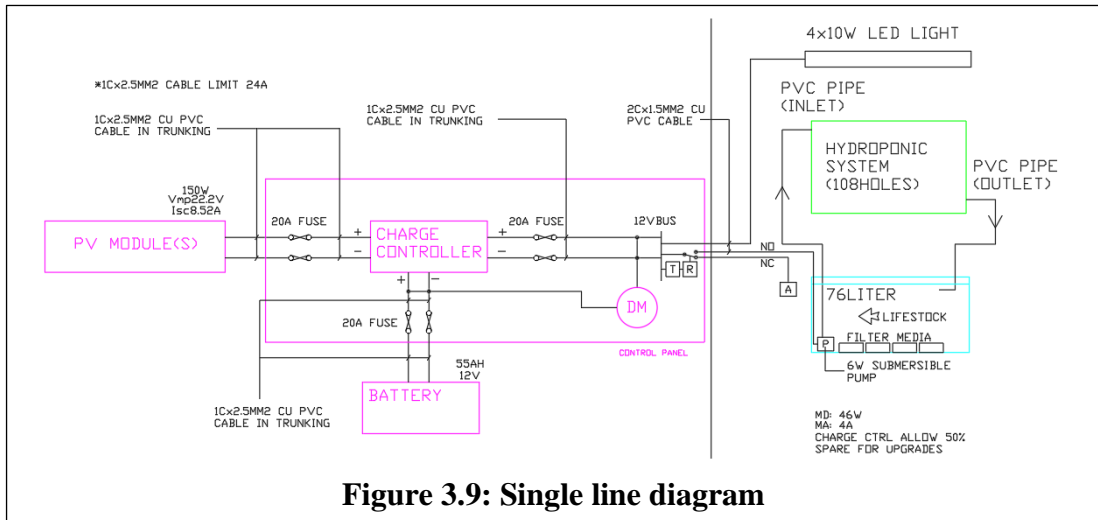 4x10W LED LIGHT
*1Cx2.5MM2 CABLE LIMIT 24A
1Cx2.5MM2 CU PVC
CABLE IN TRUNKING
1Cx2.5MM2 CU PVC
CABLE IN TRUNKING
2Cx1.5MM2 CU
PVC CABLE
PVC PIPE
(INLET)
HYDROPONIC
SYSTEM
(108HOLES)
PVC PIPE
(OUTLET)
150W
Vmp22.2V
Isc8.52A
PV MODULE(S)
20A FUSE
+
-
CHARGE
CONTROLLER
+
-
20A FUSE
12VBUS
NO
NC
T
R
A
+
-
DM
20A FUSE
CONTROL PANEL
76LITER
LIFESTOCK
FILTER MEDIA
P
6W SUBMERSIBLE
PUMP
55AH
12V
BATTERY
1Cx2.5MM2 CU PVC
CABLE IN TRUNKING
MD: 46W
MA: 4A
CHARGE CTRL ALLOW 50%
SPARE FOR UPGRADES
Figure 3.9: Single line diagram